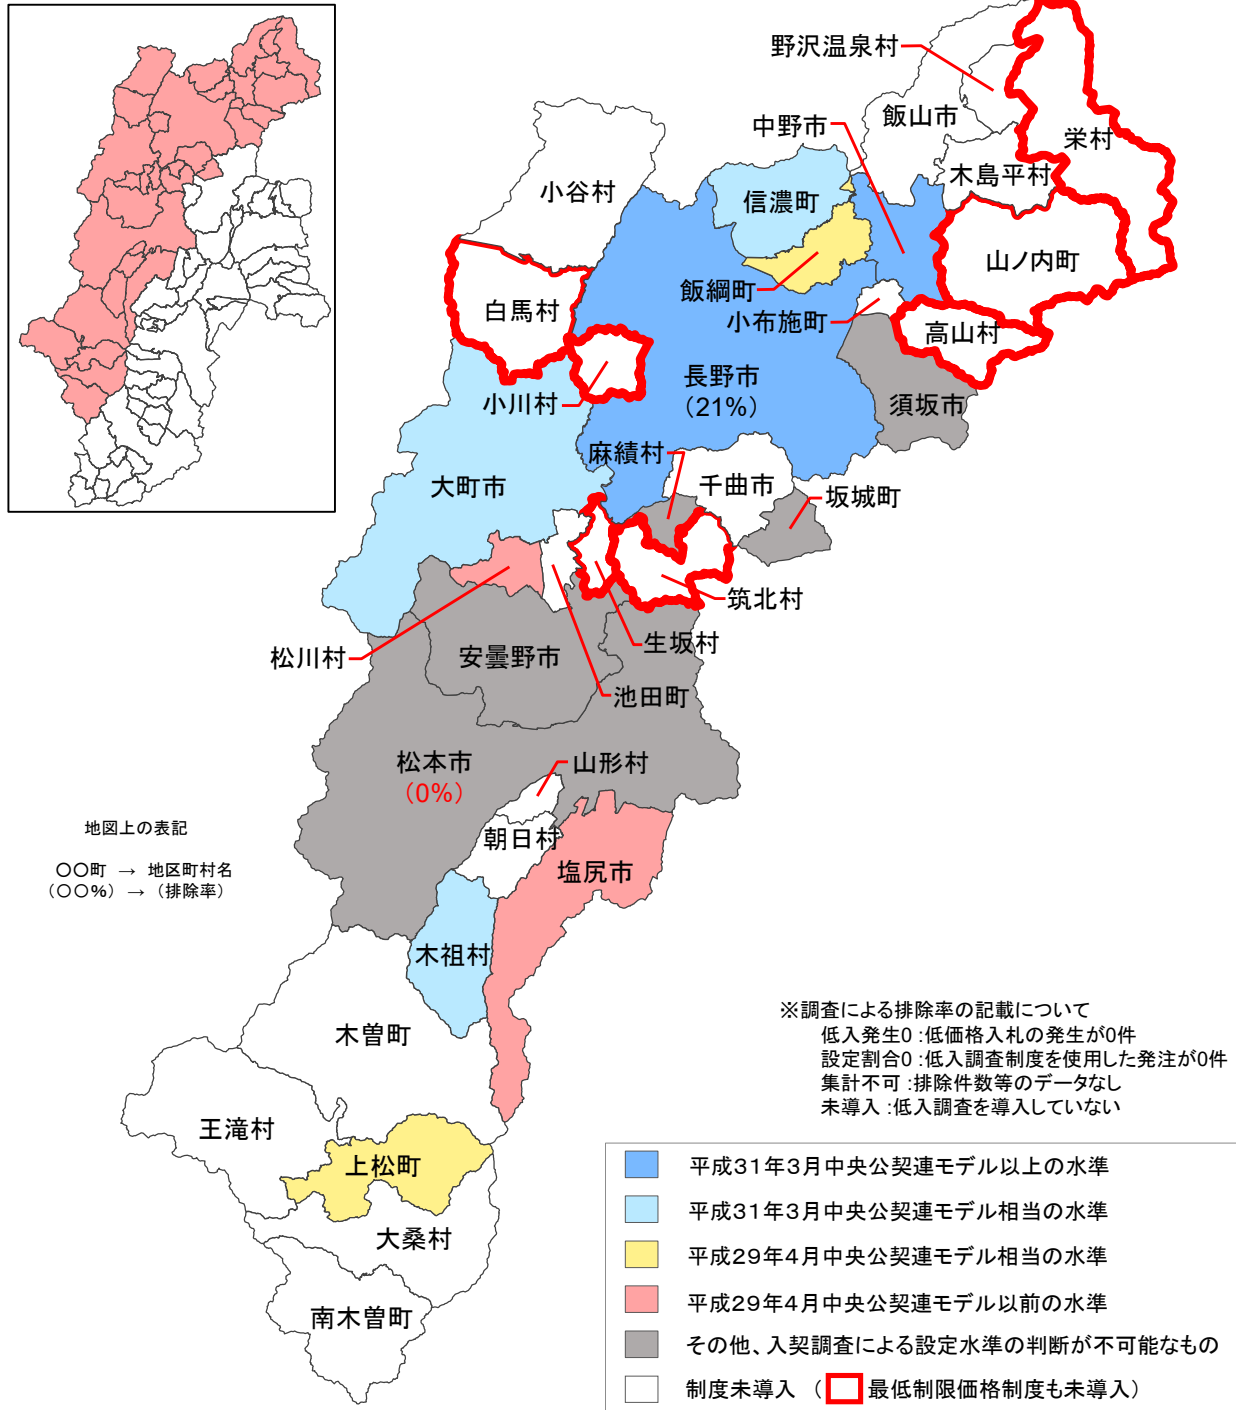 野沢温泉村
飯山市
中野市
栄村
木島平村
小谷村
信濃町
山ノ内町
飯綱町
白馬村
小布施町
高山村
長野市
(21%)
小川村
須坂市
麻績村
千曲市
大町市
坂城町
筑北村
生坂村
松川村
安曇野市
池田町
松本市
(0%)
山形村
地図上の表記
朝日村
〇〇町 → 地区町村名
(〇〇%) → (排除率)
塩尻市
木祖村
※調査による排除率の記載について
低入発生0:低価格入札の発生が0件
設定割合0:低入調査制度を使用した発注が0件
集計不可:排除件数等のデータなし
未導入:低入調査を導入していない
木曽町
王滝村
上松町
大桑村
南木曽町
平成31年3月中央公契連モデル以上の水準
平成31年3月中央公契連モデル相当の水準
平成29年4月中央公契連モデル相当の水準
平成29年4月中央公契連モデル以前の水準
その他、入契調査による設定水準の判断が不可能なもの
制度未導入 ( 最低制限価格制度も未導入)